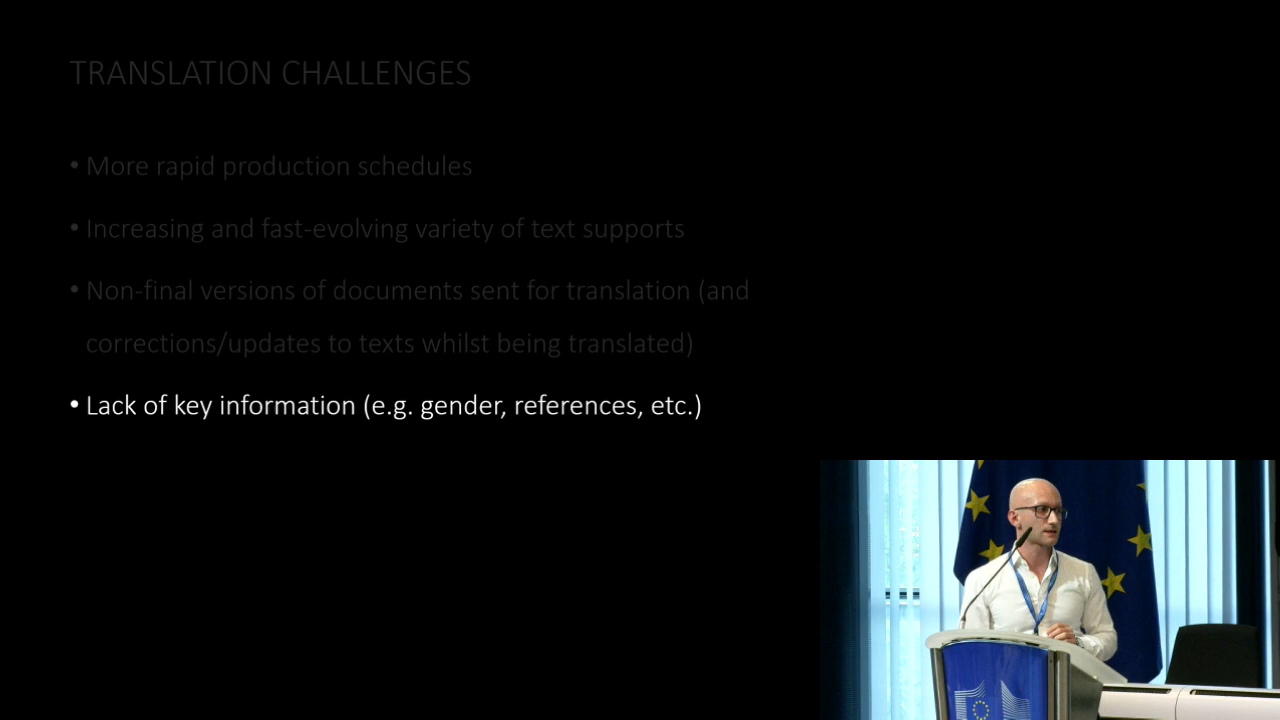 TRANSLATION CHALLENGES
• More rapid production schedules
• Increasing and fast-evolving variety of text supports
• Non-final versions of documents sent for translation (and
corrections/updates to texts whilst being translated)
• Lack of key information (e.g. gender, references, etc.)